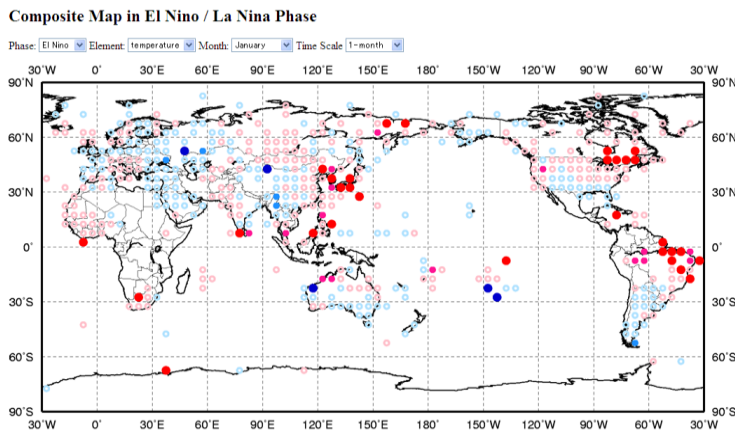 Composite Map in El Nino / La Nina Phase
Phase: El Nino Element: temperature Month: January Time Scale 1-month
30°W 0° 30°E 60°E 90°E 120°E 150°E 180° 150°W 120°W 90°W 60°W 30°W
90°N 90°N
60°N 60°N
30°N 30°N
0° 0°
30°S 30°S
60°S 60°S
90°S 90°S
30°W 0° 30°E 60°E 90°E 120°E 150°E 180° 150°W 120°W 90°W 60°W 30°W